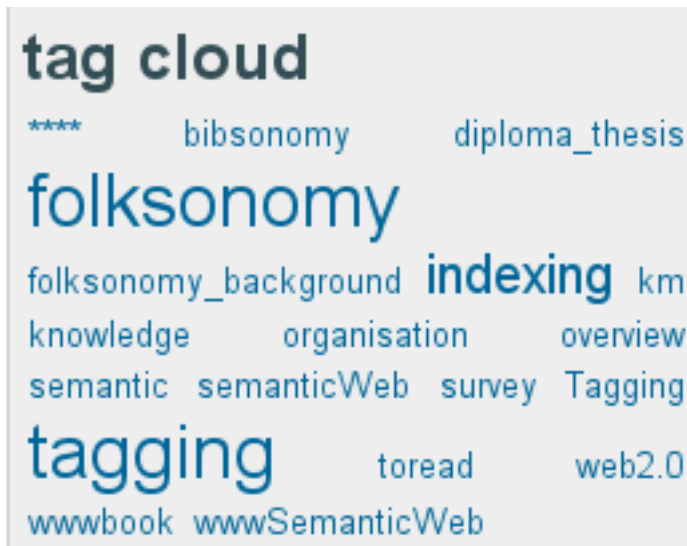 tag cloud
**** bibsonomy diploma_thesis
folksonomy
folksonomy_background indexing km
knowledge organisation overview
semantic semanticWeb survey Tagging
tagging toread web2.0
wwwbook wwwSemanticWeb